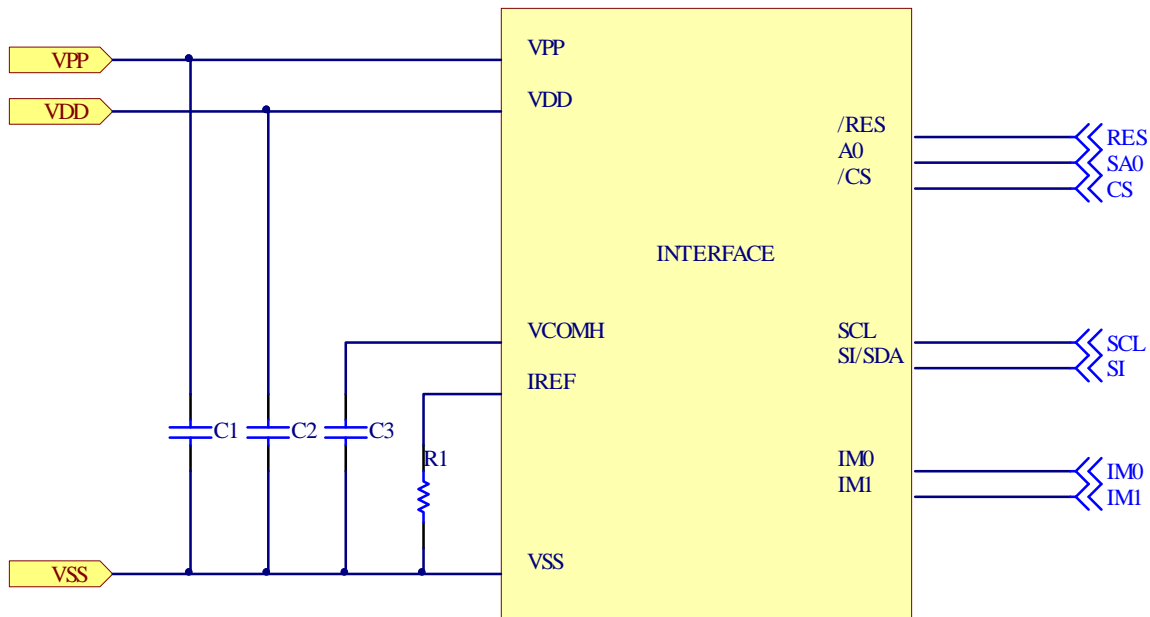 VPP
VDD
VSS
VPP
VDD
VCOMH
IREF
VSS
INTERFACE
/RES
A0
/CS
SCL
SI/SDA
IM0
IM1
RES
SA0
CS
SCL
SI
IM0
IM1
C1
C2
C3
R1